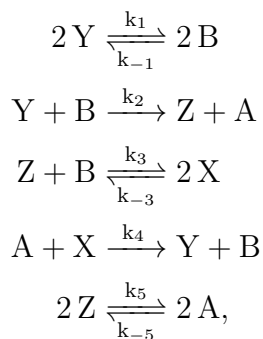 2 Y ⇌ 2 B k₁ k₋₁
Y + B ⟶ Z + A k₂
Z + B ⇌ 2 X k₃ k₋₃
A + X ⟶ Y + B k₄
2 Z ⇌ 2 A, k₅ k₋₅